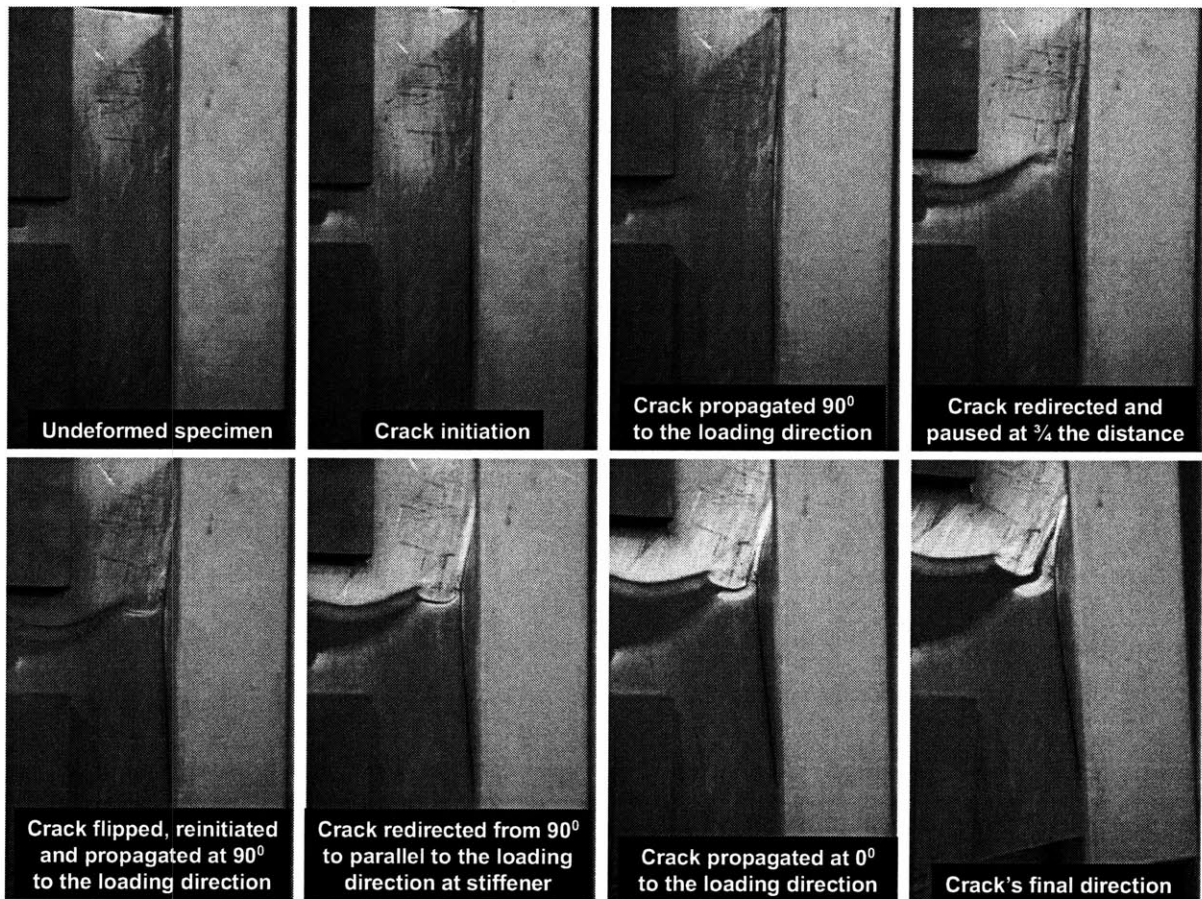 Undeformed specimen
Crack initiation
Crack propagated 90⁰
to the loading direction
Crack redirected and
paused at ¾ the distance
Crack flipped, reinitiated
and propagated at 90⁰
to the loading direction
Crack redirected from 90⁰
to parallel to the loading
direction at stiffener
Crack propagated at 0⁰
to the loading direction
Crack's final direction